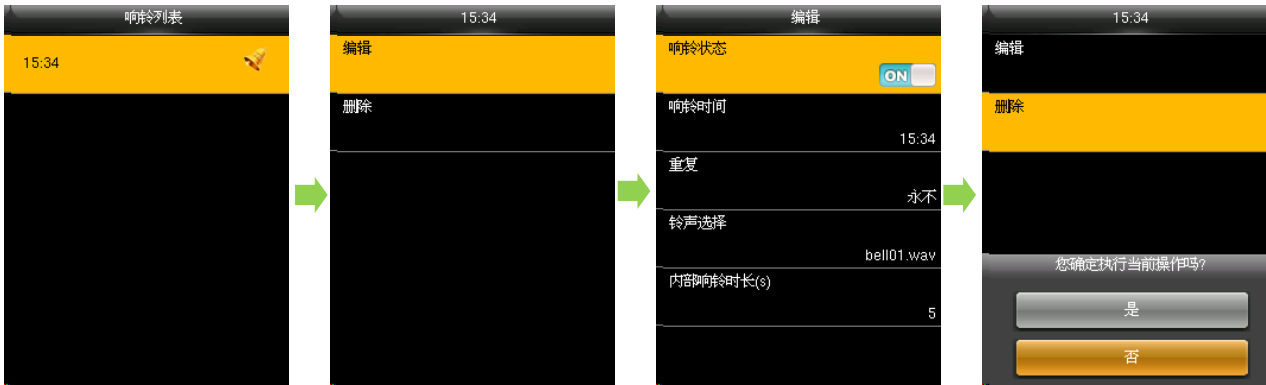 响铃列表
15:34
15:34
编辑
删除
编辑
响铃状态
ON
响铃时间
15:34
重复
永不
铃声选择
bell01.wav
内部响铃时长(s)
5
15:34
编辑
删除
您确定执行当前操作吗?
是
否